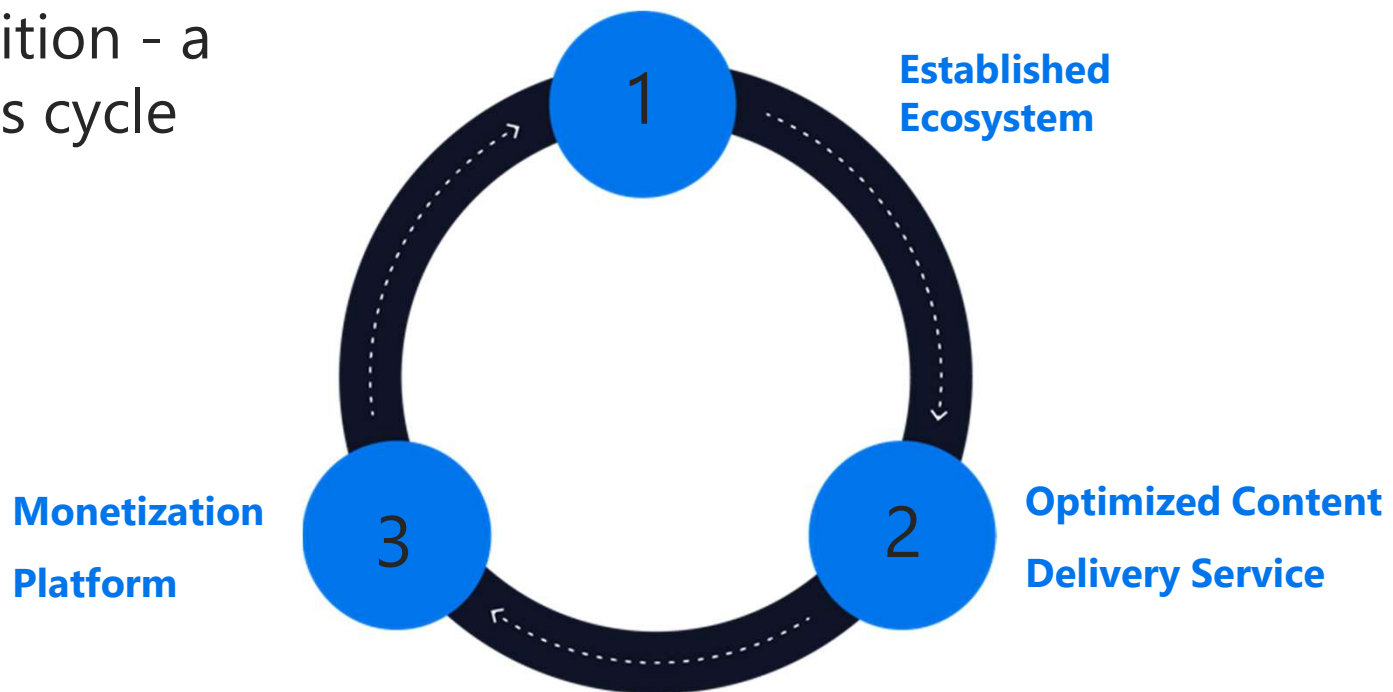 ition - a
s cycle
1
Established
Ecosystem
2
Optimized Content
Delivery Service
3
Monetization
Platform